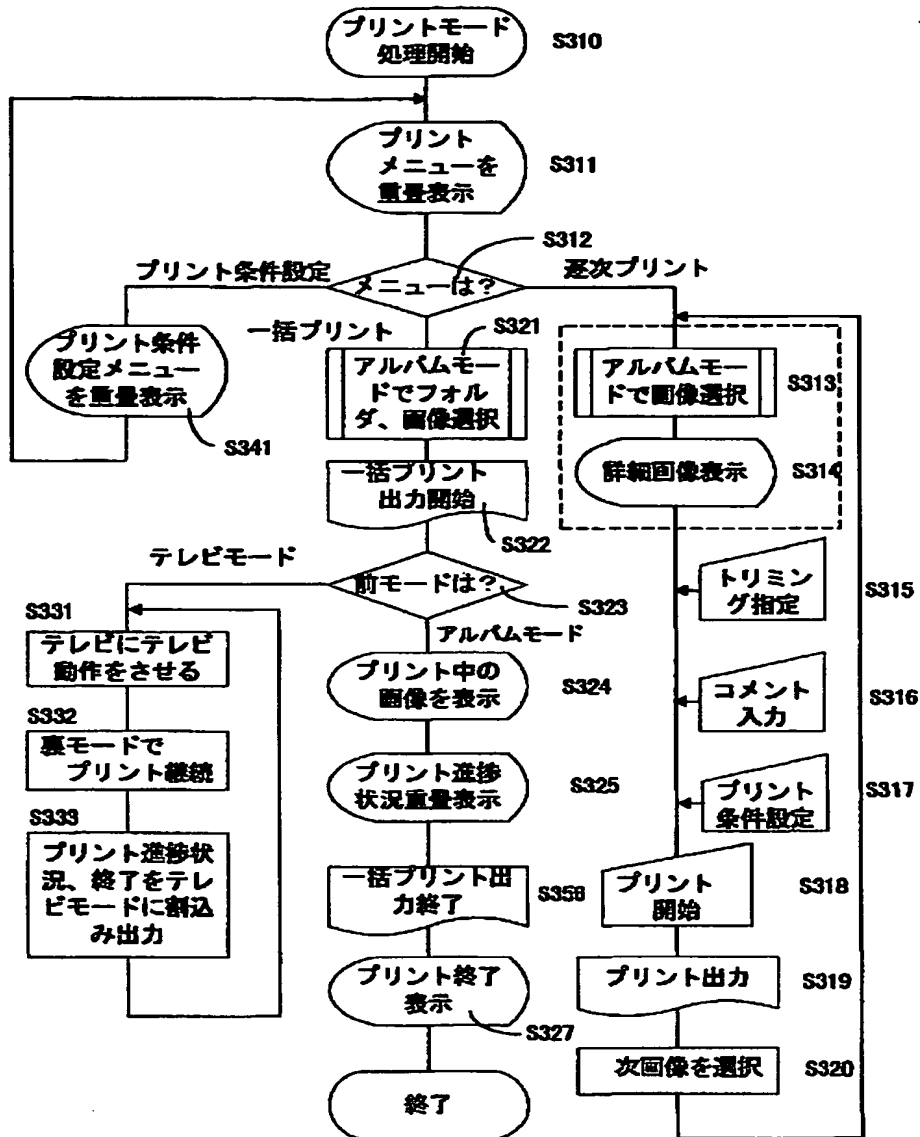 プリントモード
処理開始
S310
プリント
メニューを
重畳表示
S311
S312
プリント条件設定
メニューは?
逐次プリント
一括プリント
S321
プリント条件
設定メニュー
を重畳表示
S341
アルバムモー
ドでフォル
ダ、画像選択
アルバムモー
ドで画像選択
S313
詳細画像表示
S314
一括プリント
出力開始
S322
テレビモード
前モードは?
S323
トリミン
グ指定
S315
アルバムモード
S331
テレビにテレビ
動作をさせる
プリント中の
画像を表示
S324
コメント
入力
S316
S332
裏モードで
プリント継続
プリント進捗
状況重畳表示
S325
プリント
条件設定
S317
S333
プリント進捗状
況、終了をテレ
ビモードに割込
み出力
一括プリント出
力終了
S356
プリント
開始
S318
プリント終了
表示
S327
プリント出力
S319
次画像を選択
S320
終了